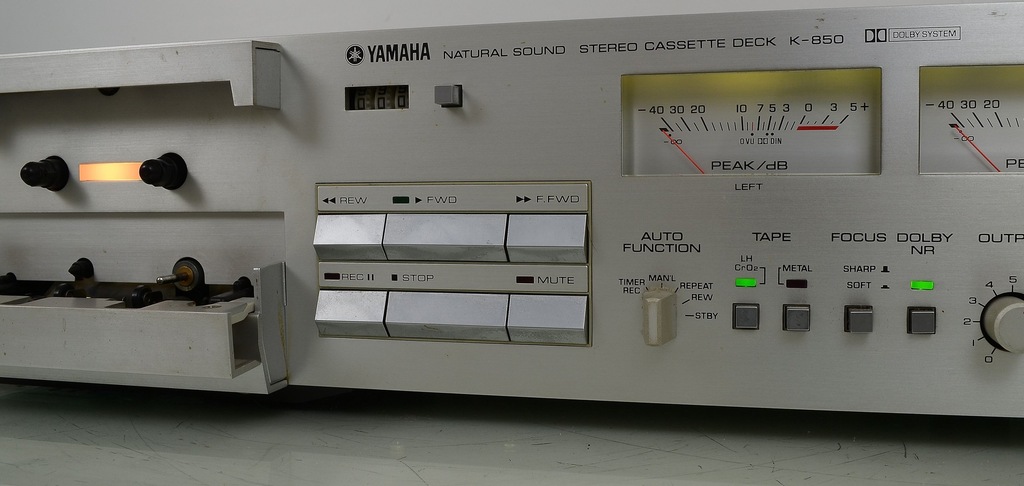 YAMAHA NATURAL SOUND STEREO CASSETTE DECK K-850 DOLBY SYSTEM
-40 30 20 10 7 5 3 0 3 5+
-∞ 0VU DIN
PEAK/dB
LEFT
-40 30 20
-∞
PE
◀◀ REW ▶ FWD ▶▶ F.FWD
REC II ■ STOP MUTE
AUTO FUNCTION
TIMER REC MAN'L REPEAT
REW
STBY
TAPE
LH
CrO2 METAL
FOCUS
SHARP
SOFT
DOLBY NR
OUTP
0 1 2 3 4 5